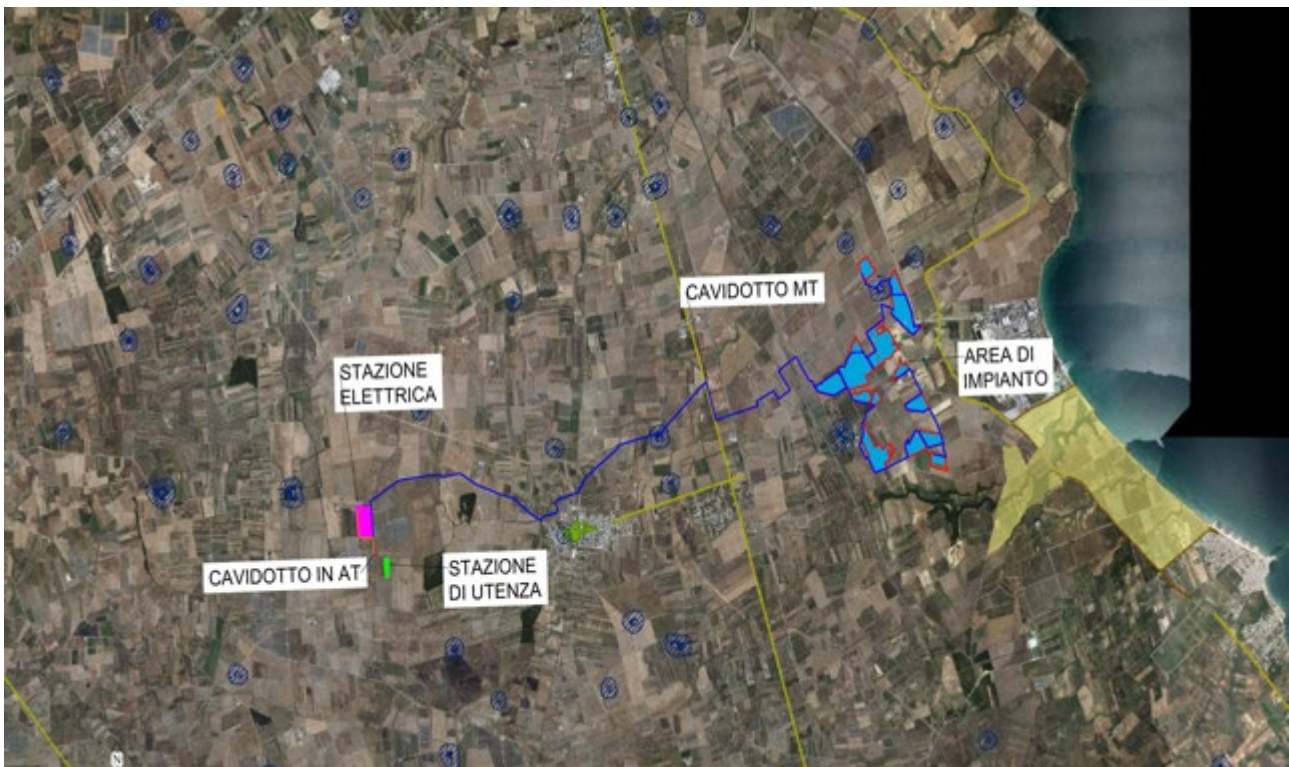 CAVIDOTTO MT
AREA DI
IMPIANTO
STAZIONE
ELETTRICA
CAVIDOTTO IN AT
STAZIONE
DI UTENZA
N